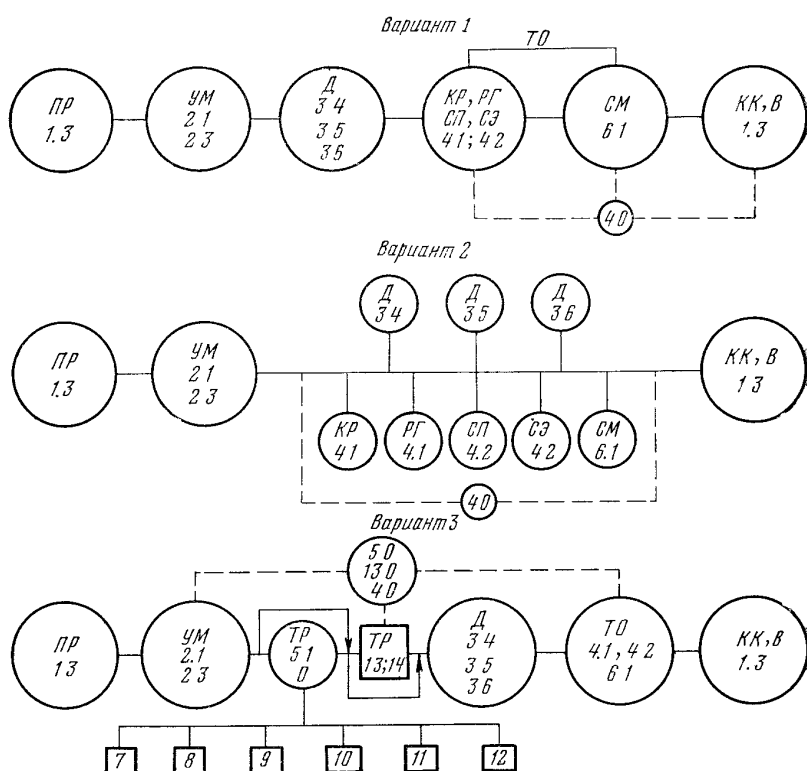 Вариант 1
ТО
ПР
1.3
УМ
2 1
2 3
Д
3 4
3 5
3 6
КР, РГ
СП, СЭ
4 1; 4 2
СМ
6 1
КК, В
1.3
4 0
Вариант 2
Д
3 4
Д
3 5
Д
3 6
ПР
1.3
УМ
2 1
2 3
КК, В
1 3
КР
4 1
РГ
4.1
СП
4.2
СЭ
4 2
СМ
6.1
4 0
Вариант 3
5 0
13 0
4 0
ПР
1 3
УМ
2.1
2 3
ТР
5 1
0
ТР
13; 14
Д
3 4
3 5
3 6
ТО
4.1, 4 2
6 1
КК, В
1.3
7 8 9 10 11 12